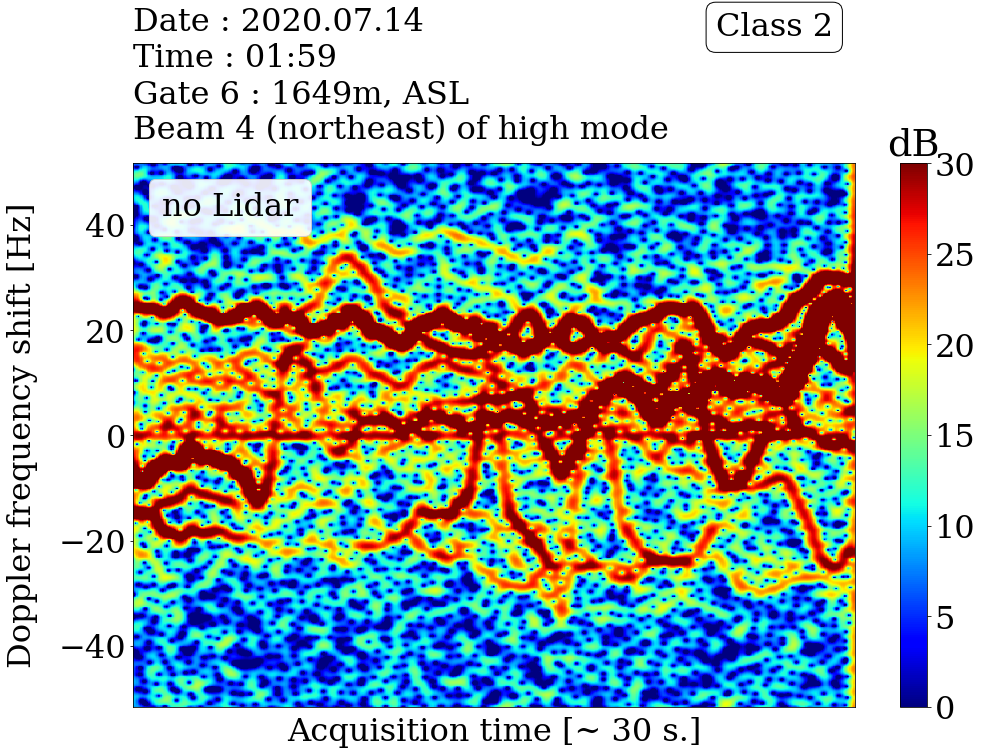 Date : 2020.07.14
Time : 01:59
Gate 6 : 1649m, ASL
Beam 4 (northeast) of high mode
Class 2
dB
no Lidar
Doppler frequency shift [Hz]
40
20
0
−20
−40
30
25
20
15
10
5
0
Acquisition time [~ 30 s.]